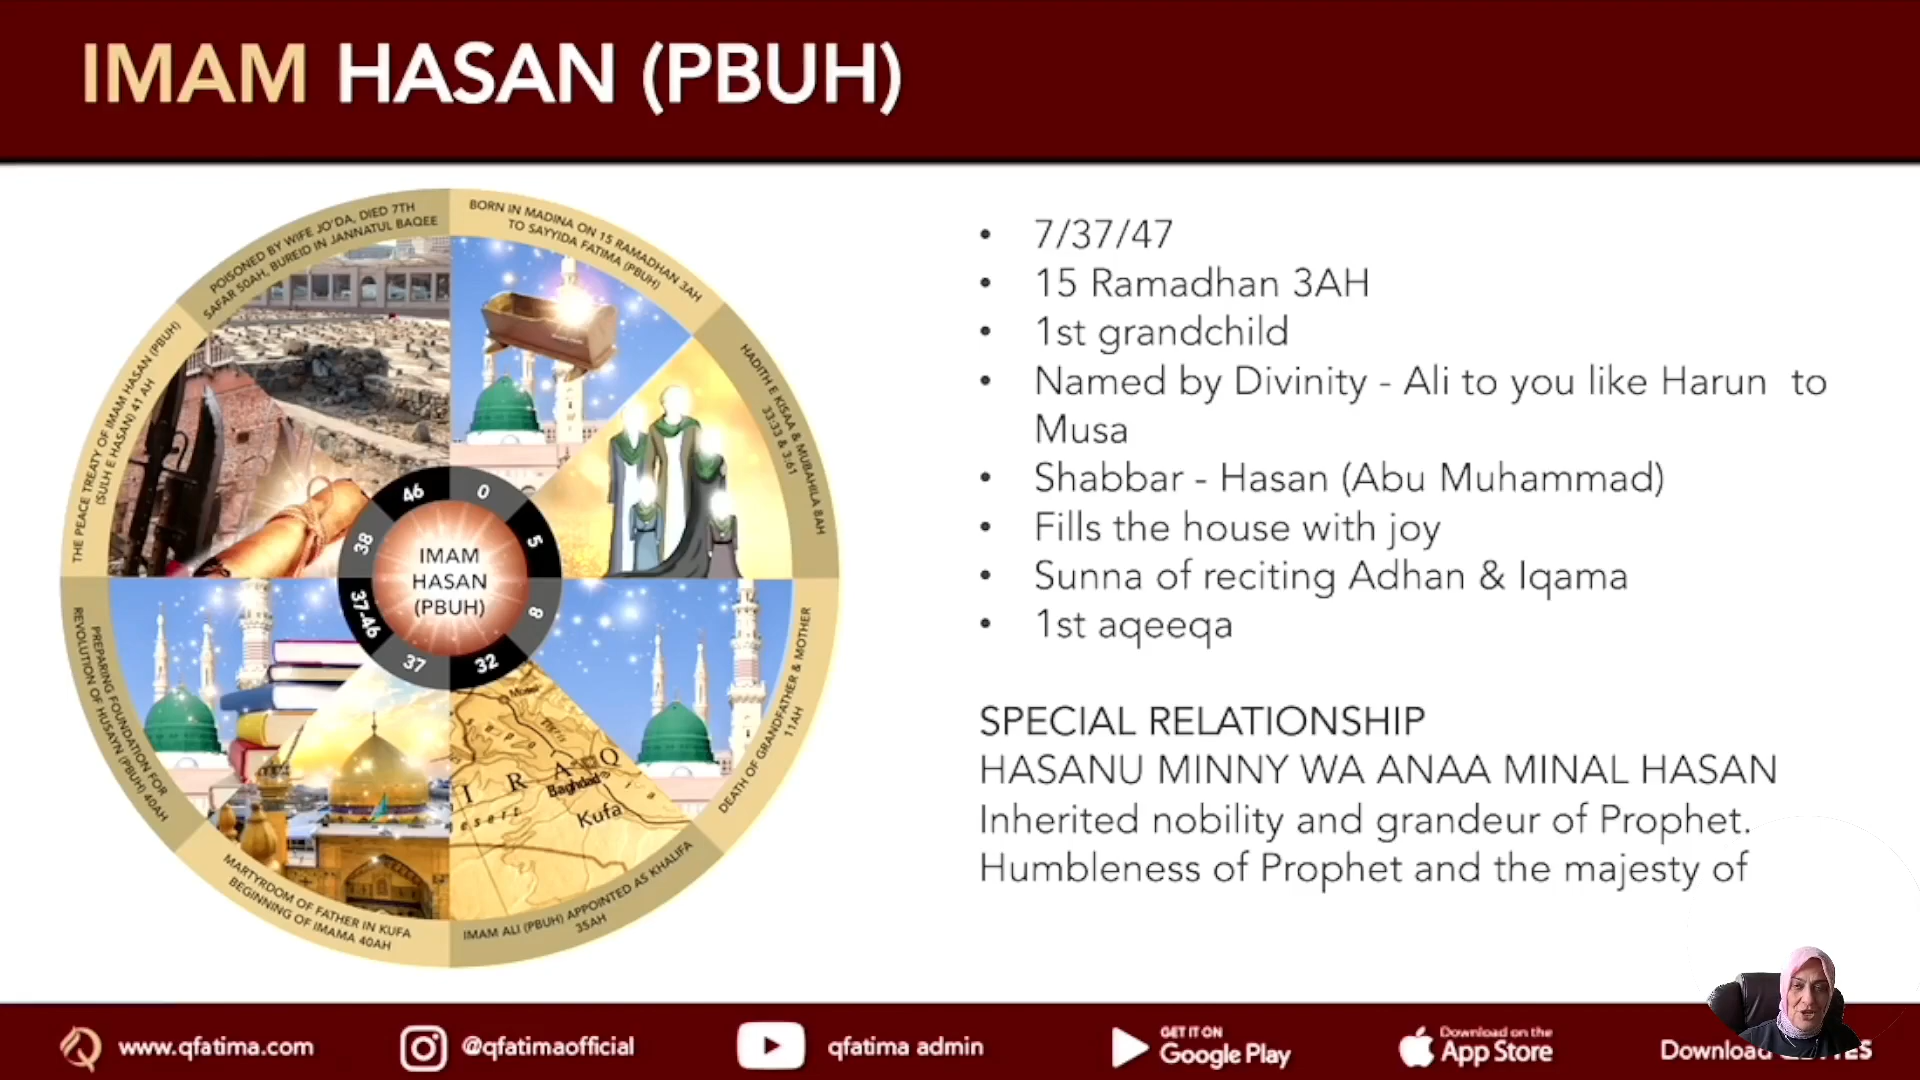 IMAM HASAN (PBUH)
BORN IN MADINA ON 15 RAMADHAN 3AH
TO SAYYIDA FATIMA (PBUH)
HADITH E KISAA & MUBAHILA 8AH
33:33 & 3:61
DEATH OF GRANDFATHER & MOTHER
11AH
IMAM ALI (PBUH) APPOINTED AS KHALIFA
35AH
MARTYRDOM OF FATHER IN KUFA
BEGINNING OF IMAMA 40AH
PREPARING FOUNDATION FOR
REVOLUTION OF HUSAYN (PBUH) 40AH
THE PEACE TREATY OF IMAM HASAN (PBUH)
(SULH E HASAN) 41 AH
POISONED BY WIFE JO'DA, DIED 7TH
SAFAR 50AH, BUREID IN JANNATUL BAQEE
0
5
8
32
37
37-46
38
46
IMAM
HASAN
(PBUH)
Mosul
Tigris
IRAQ
Baghdad
Kufa
esert
• 7/37/47
• 15 Ramadhan 3AH
• 1st grandchild
• Named by Divinity - Ali to you like Harun to
Musa
• Shabbar - Hasan (Abu Muhammad)
• Fills the house with joy
• Sunna of reciting Adhan & Iqama
• 1st aqeeqa
SPECIAL RELATIONSHIP
HASANU MINNY WA ANAA MINAL HASAN
Inherited nobility and grandeur of Prophet.
Humbleness of Prophet and the majesty of
www.qfatima.com
@qfatimaofficial
qfatima admin
GET IT ON
Google Play
Download on the
App Store
Download